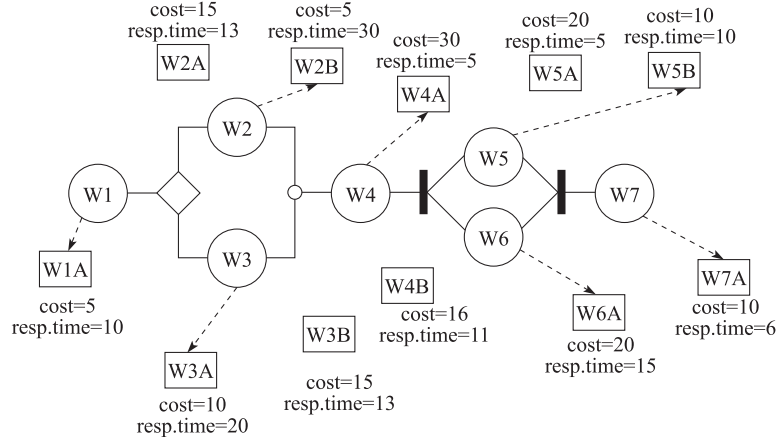 cost=15
resp.time=13
W2A
cost=5
resp.time=30
W2B
cost=30
resp.time=5
W4A
cost=20
resp.time=5
W5A
cost=10
resp.time=10
W5B
W1
W2
W3
W4
W5
W6
W7
W1A
cost=5
resp.time=10
W3A
cost=10
resp.time=20
W3B
cost=15
resp.time=13
W4B
cost=16
resp.time=11
W6A
cost=20
resp.time=15
W7A
cost=10
resp.time=6